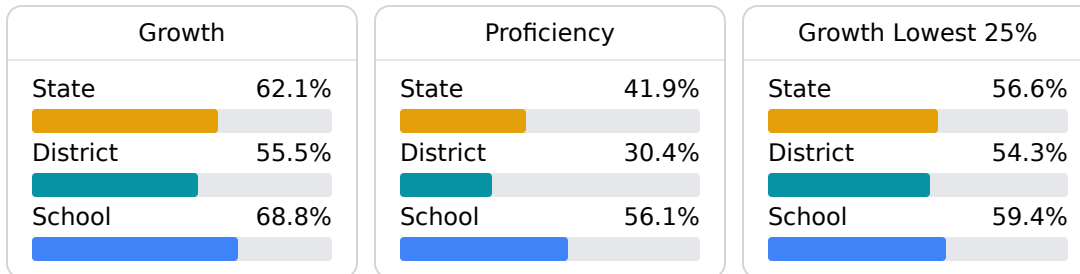 Growth
State 62.1%
District 55.5%
School 68.8%
Proficiency
State 41.9%
District 30.4%
School 56.1%
Growth Lowest 25%
State 56.6%
District 54.3%
School 59.4%